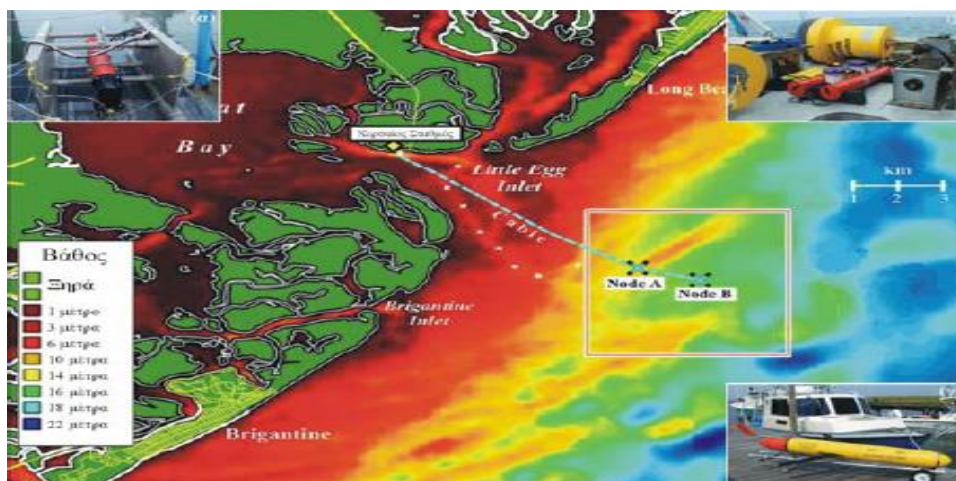 (a)
Long Bea
at
Bay
Χερσαίος Σταθμός
Little Egg
Inlet
km
1 2 3
Cable
Βάθος
Ξηρά
1 μέτρο
3 μέτρα
6 μέτρα
10 μέτρα
14 μέτρα
16 μέτρα
18 μέτρα
22 μέτρα
Node A
Node B
Brigantine
Inlet
Brigantine